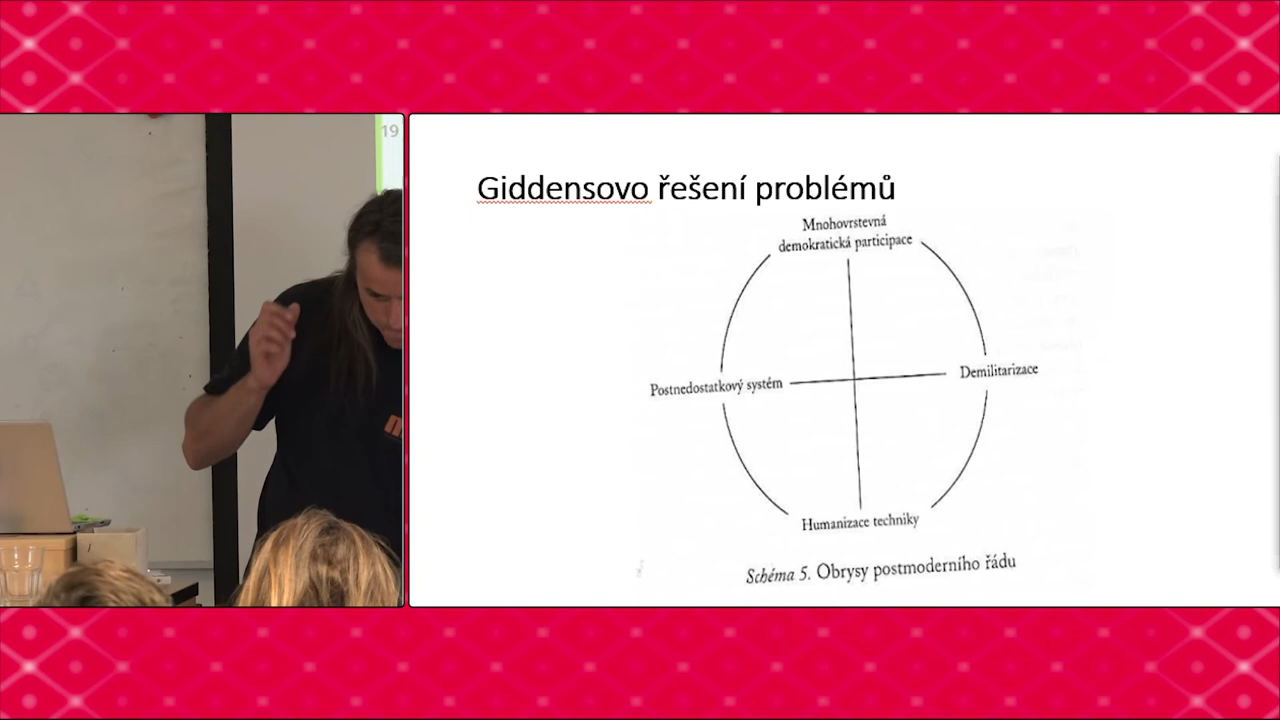 19
Giddensovo řešení problémů
Mnohovrstevná
demokratická participace
Postnedostatkový systém
Demilitarizace
Humanizace techniky
Schéma 5. Obrysy postmoderního řádu